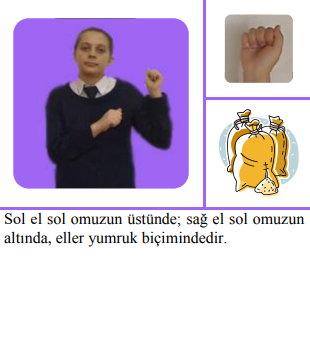 Sol el sol omuzun üstünde; sağ el sol omuzun
altında, eller yumruk biçimindedir.